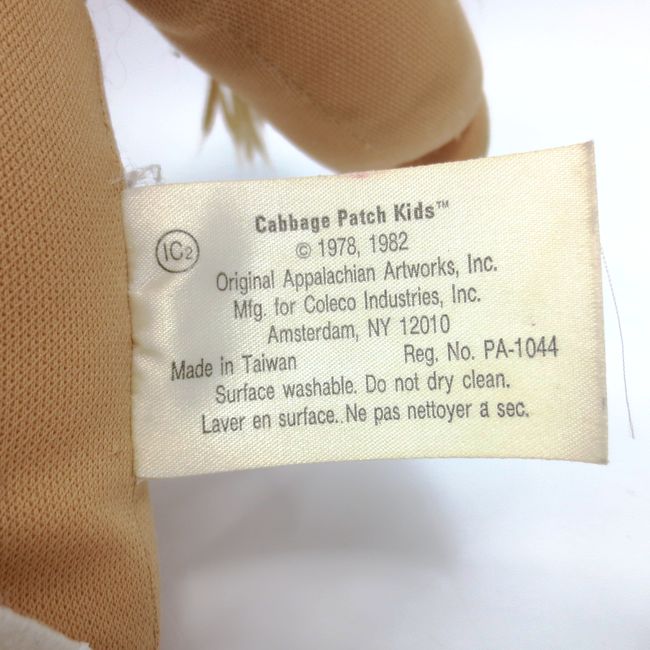 Cabbage Patch Kids™
IC2
© 1978, 1982
Original Appalachian Artworks, Inc.
Mfg. for Coleco Industries, Inc.
Amsterdam, NY 12010
Made in Taiwan Reg. No. PA-1044
Surface washable. Do not dry clean.
Laver en surface.. Ne pas nettoyer a sec.